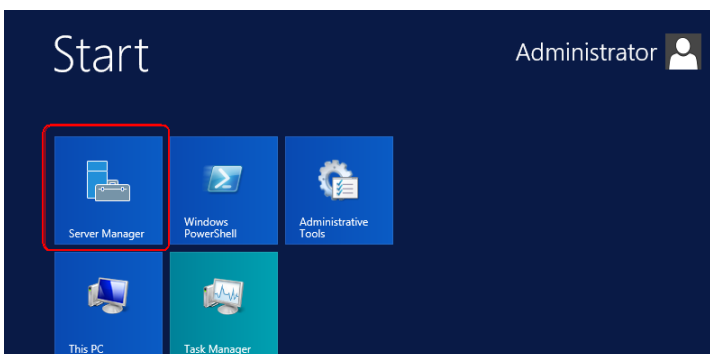 Start
Administrator
Server Manager
Windows
PowerShell
Administrative
Tools
This PC
Task Manager